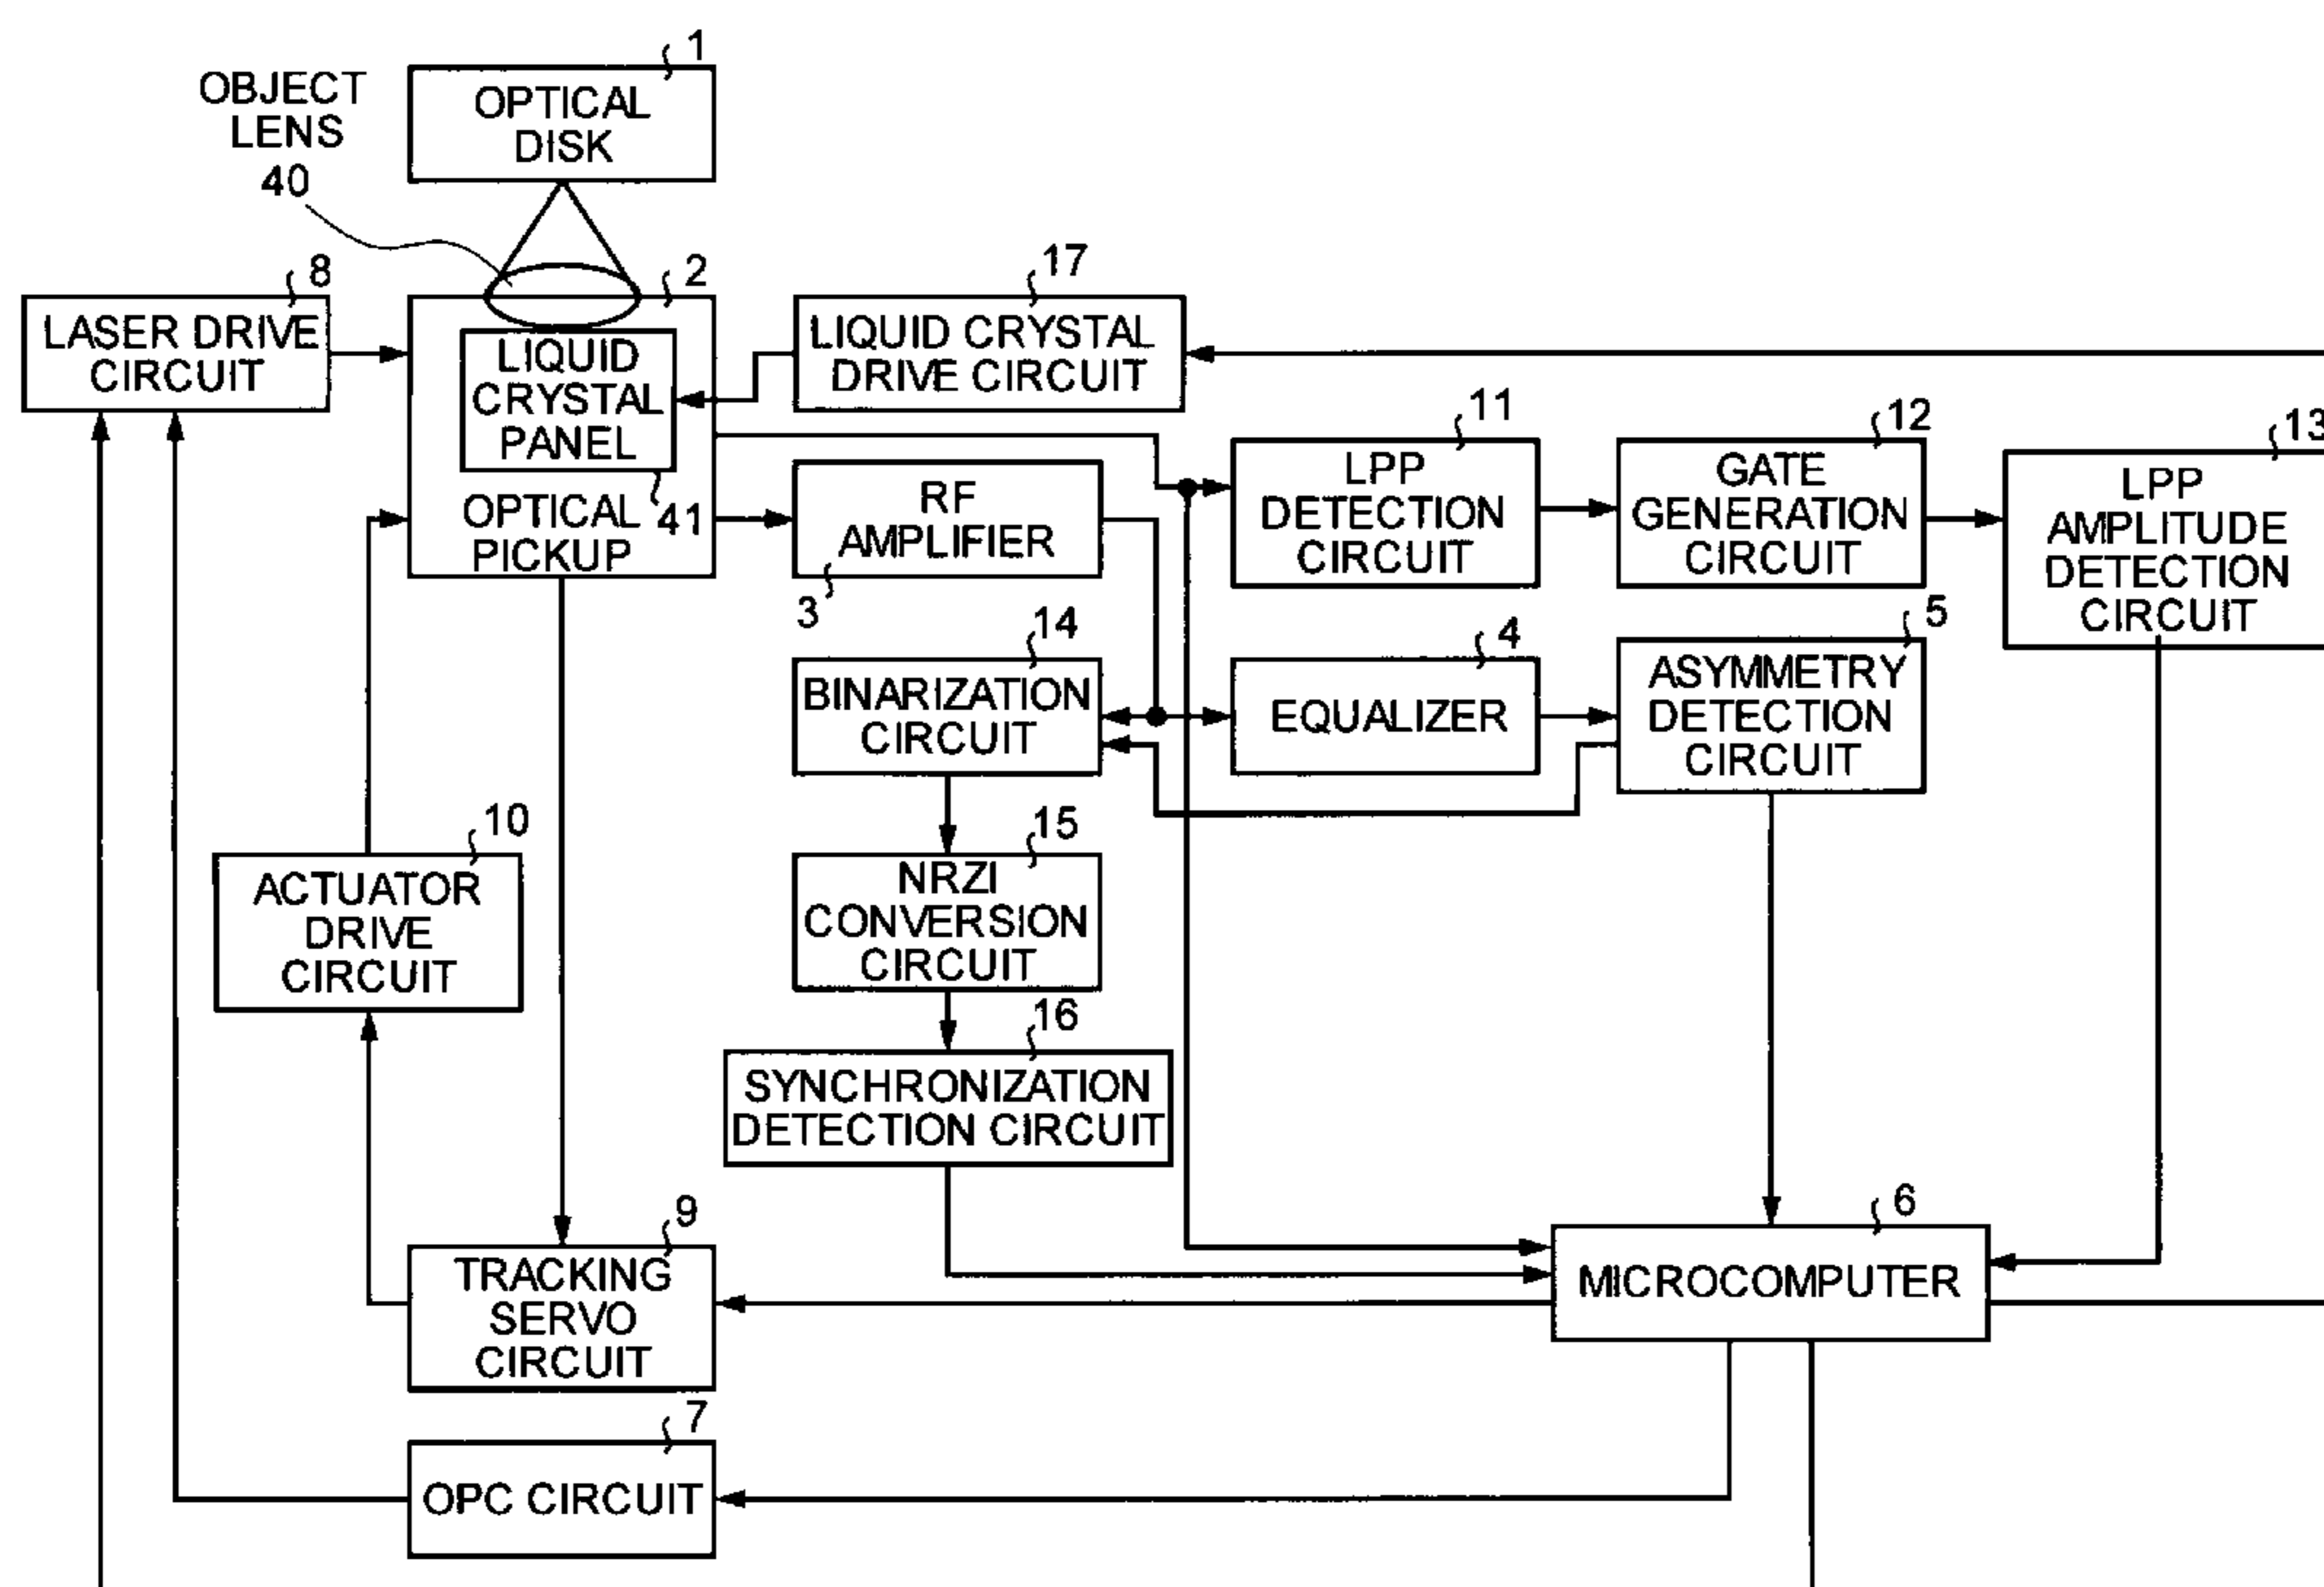 1
OPTICAL
DISK
OBJECT
LENS
40
8
LASER DRIVE
CIRCUIT
2
LIQUID
CRYSTAL
PANEL
41
OPTICAL
PICKUP
17
LIQUID CRYSTAL
DRIVE CIRCUIT
RF
AMPLIFIER
3
11
LPP
DETECTION
CIRCUIT
12
GATE
GENERATION
CIRCUIT
13
LPP
AMPLITUDE
DETECTION
CIRCUIT
14
BINARIZATION
CIRCUIT
4
EQUALIZER
5
ASYMMETRY
DETECTION
CIRCUIT
10
ACTUATOR
DRIVE
CIRCUIT
15
NRZI
CONVERSION
CIRCUIT
16
SYNCHRONIZATION
DETECTION CIRCUIT
9
TRACKING
SERVO
CIRCUIT
6
MICROCOMPUTER
7
OPC CIRCUIT